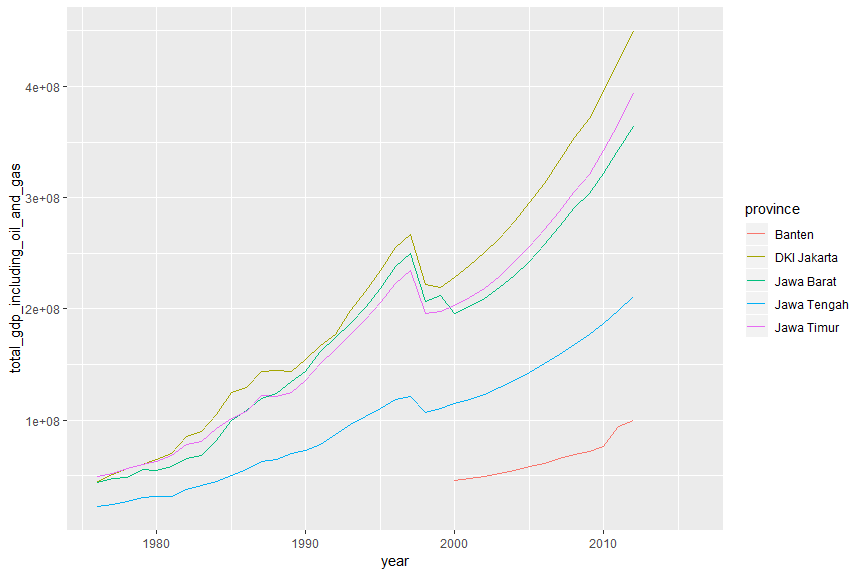 total_gdp_including_oil_and_gas
4e+08
3e+08
2e+08
1e+08
1980
1990
2000
2010
year
province
Banten
DKI Jakarta
Jawa Barat
Jawa Tengah
Jawa Timur